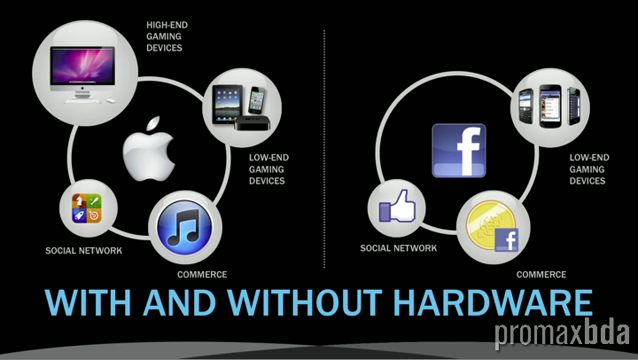 HIGH-END
GAMING
DEVICES
LOW-END
GAMING
DEVICES
SOCIAL NETWORK
COMMERCE
f
LOW-END
GAMING
DEVICES
SOCIAL NETWORK
f
COMMERCE
WITH AND WITHOUT HARDWARE
promaxbda